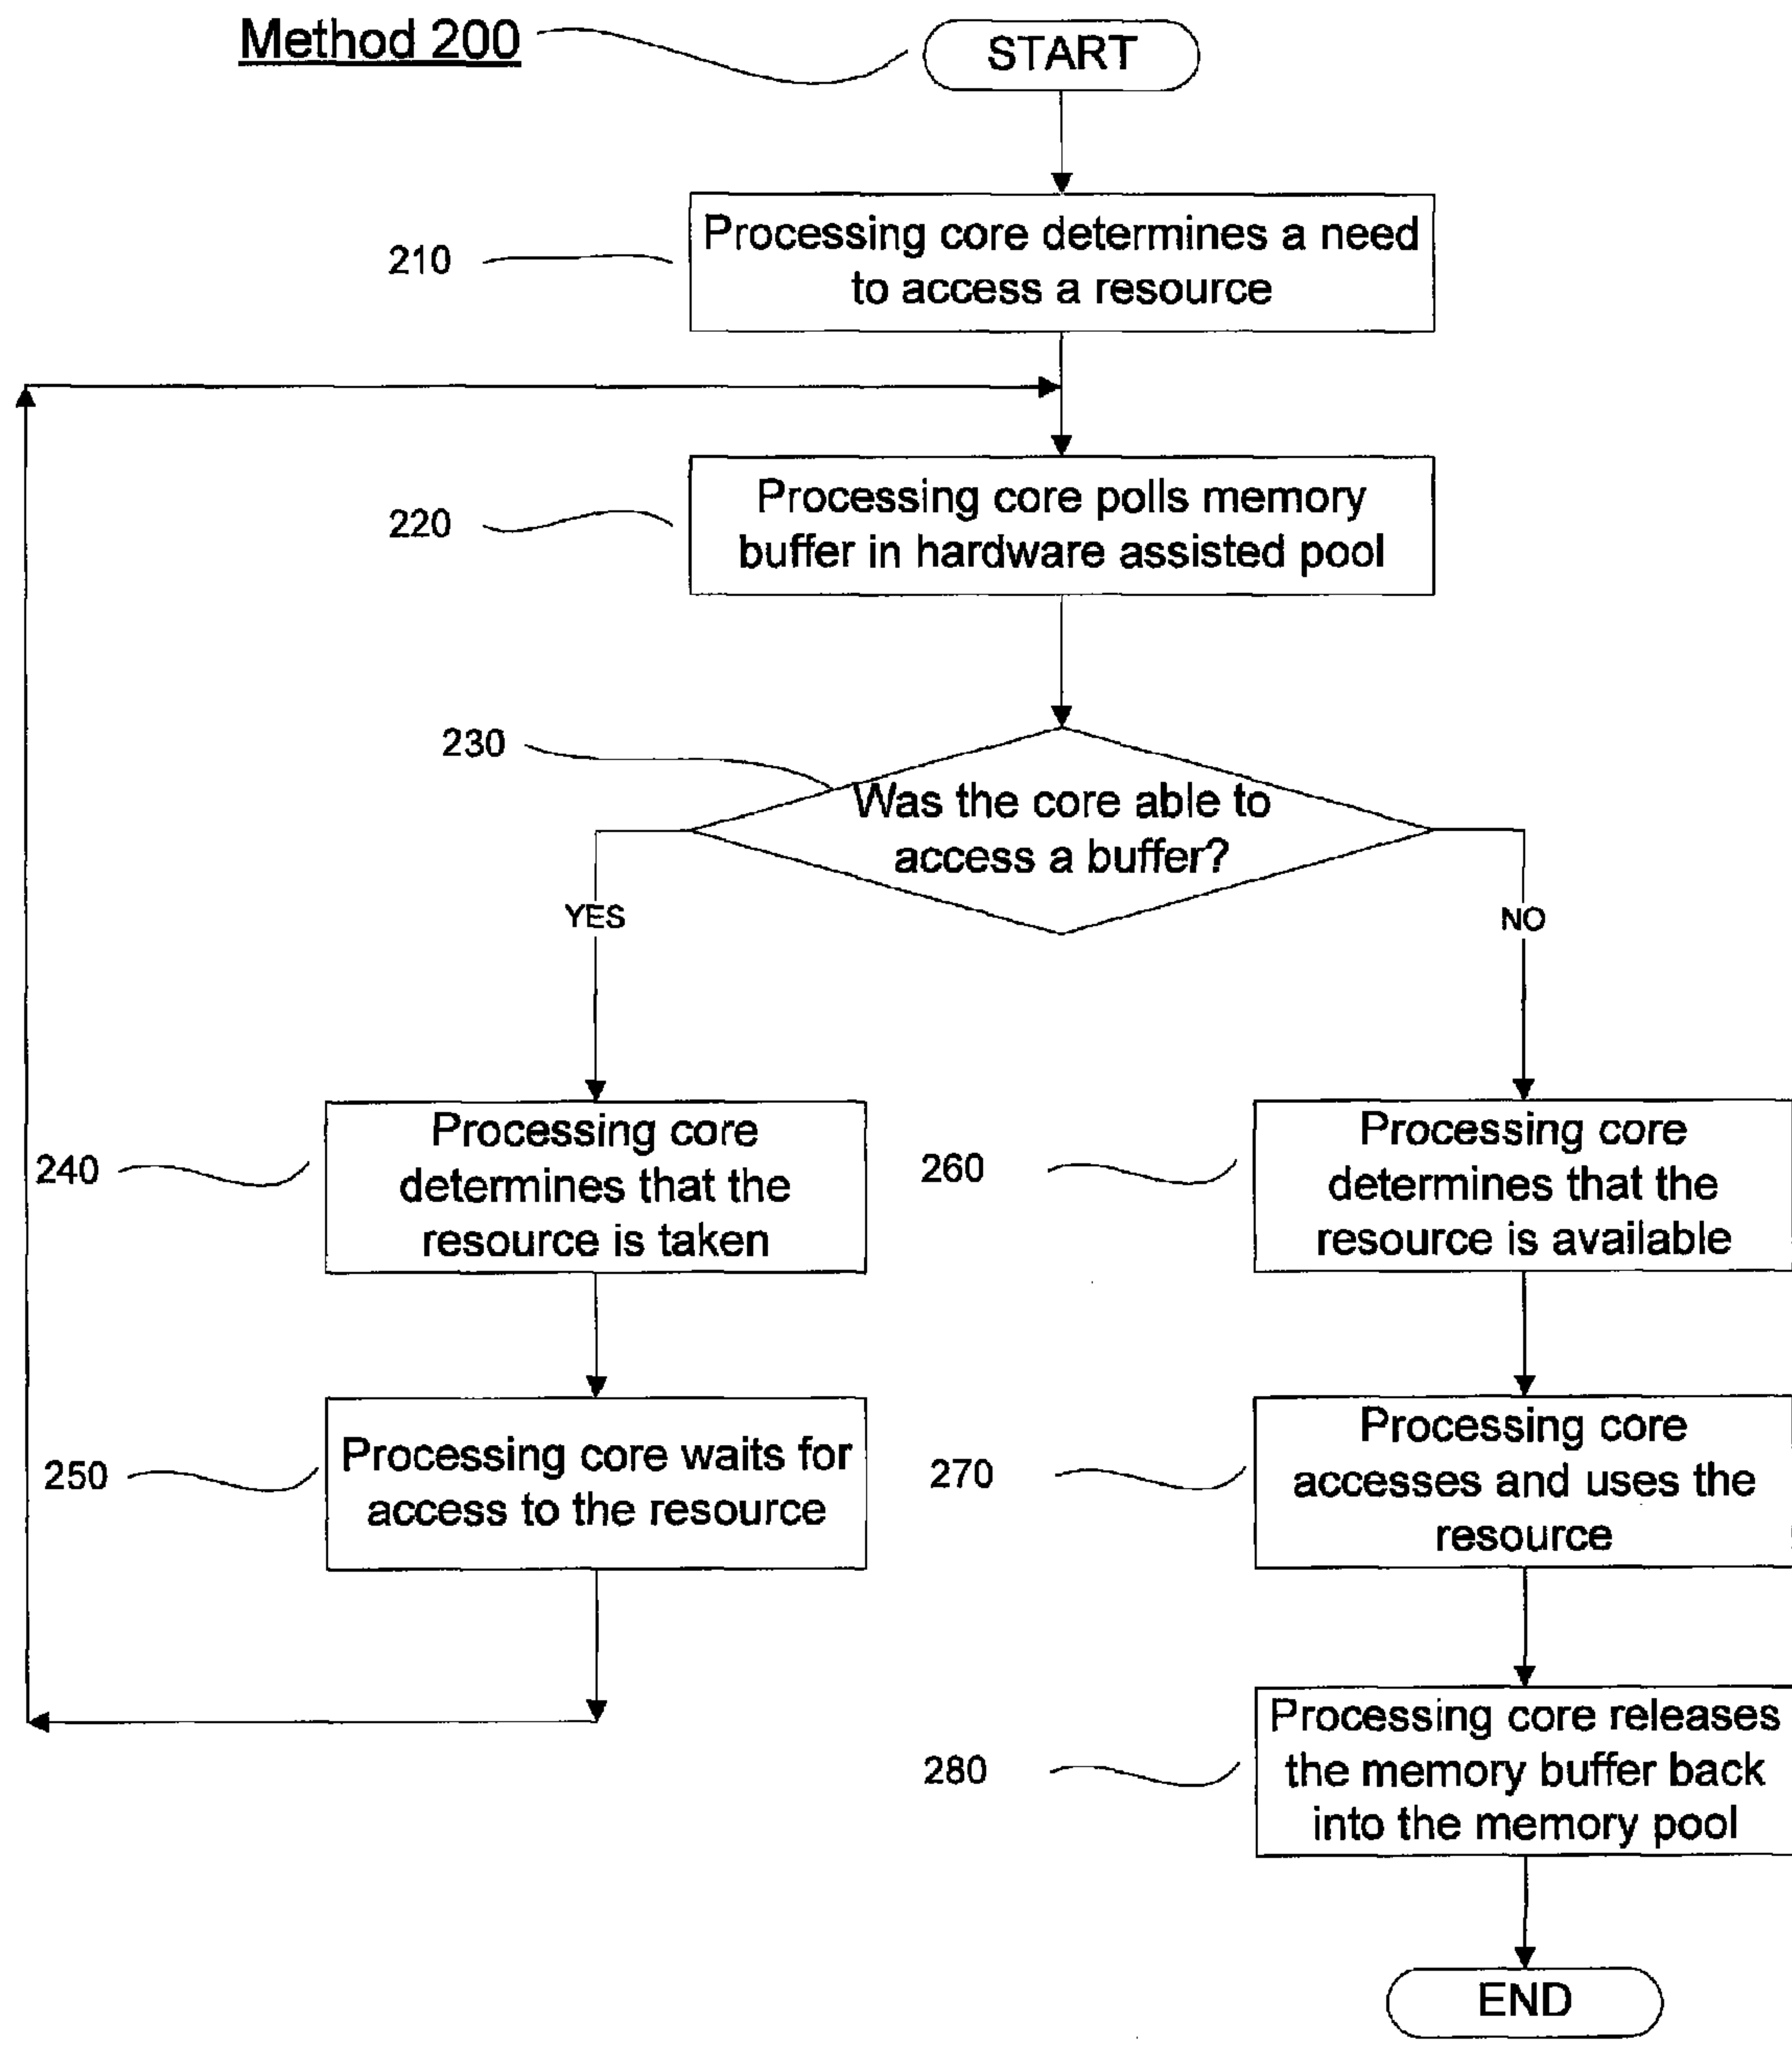 Method 200
START
210
Processing core determines a need
to access a resource
220
Processing core polls memory
buffer in hardware assisted pool
230
Was the core able to
access a buffer?
YES
NO
240
Processing core
determines that the
resource is taken
260
Processing core
determines that the
resource is available
250
Processing core waits for
access to the resource
270
Processing core
accesses and uses the
resource
280
Processing core releases
the memory buffer back
into the memory pool
END